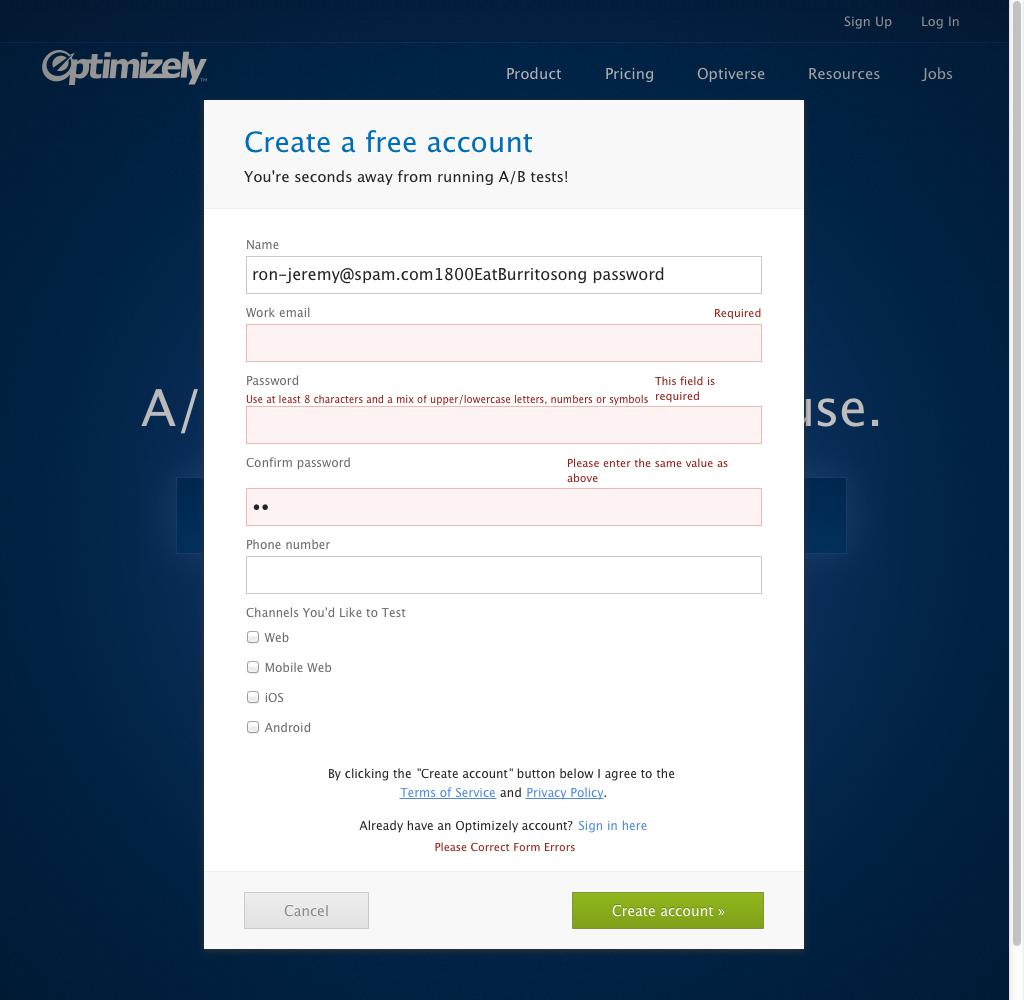 Sign Up Log In
Optimizely™
Product Pricing Optiverse Resources Jobs
Create a free account
You're seconds away from running A/B tests!
Name
ron-jeremy@spam.com1800EatBurritosong password
Work email Required
Password This field is required
Use at least 8 characters and a mix of upper/lowercase letters, numbers or symbols
A/ use.
Confirm password Please enter the same value as above
••
Phone number
Channels You'd Like to Test
Web
Mobile Web
iOS
Android
By clicking the "Create account" button below I agree to the
Terms of Service and Privacy Policy.
Already have an Optimizely account? Sign in here
Please Correct Form Errors
Cancel Create account »